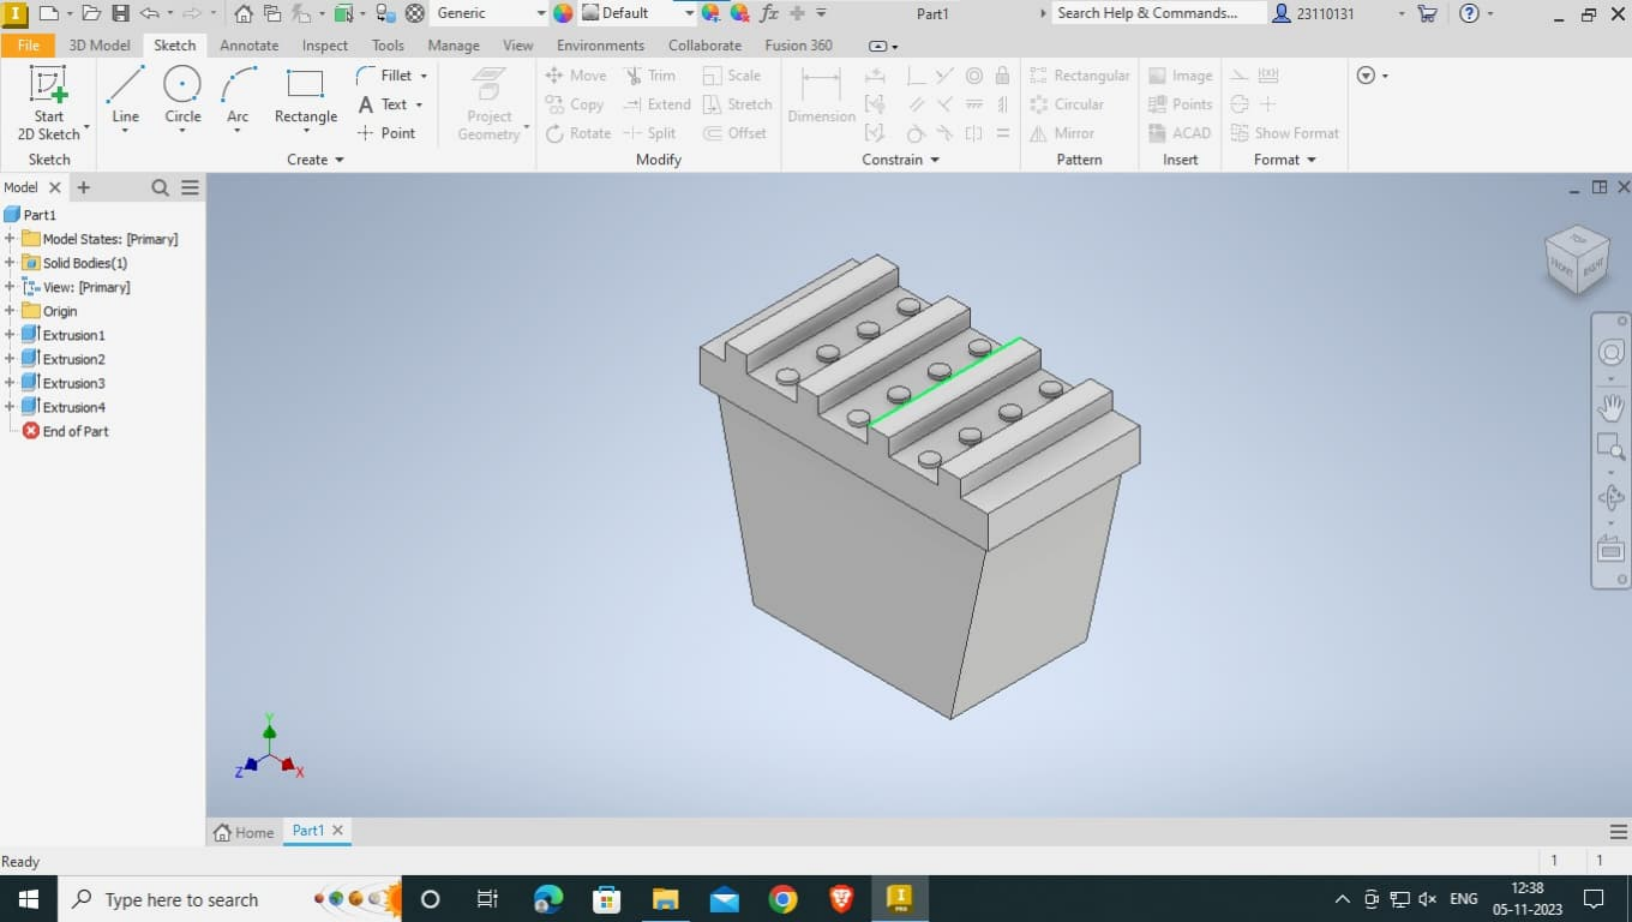 Generic Default fx Part1 Search Help & Commands... 23110131
File 3D Model Sketch Annotate Inspect Tools Manage View Environments Collaborate Fusion 360
Start
2D Sketch
Line Circle Arc Rectangle
Fillet
Text
Point
Project
Geometry
Move Trim Scale
Copy Extend Stretch
Rotate Split Offset
Dimension
Rectangular
Circular
Mirror
Image
Points
ACAD
Show Format
Sketch Create Modify Constrain Pattern Insert Format
Model
Part1
Model States: [Primary]
Solid Bodies(1)
View: [Primary]
Origin
Extrusion1
Extrusion2
Extrusion3
Extrusion4
End of Part
FRONT RIGHT
Y
Z X
Home Part1
Ready 1 1
Type here to search ENG 12:38
05-11-2023